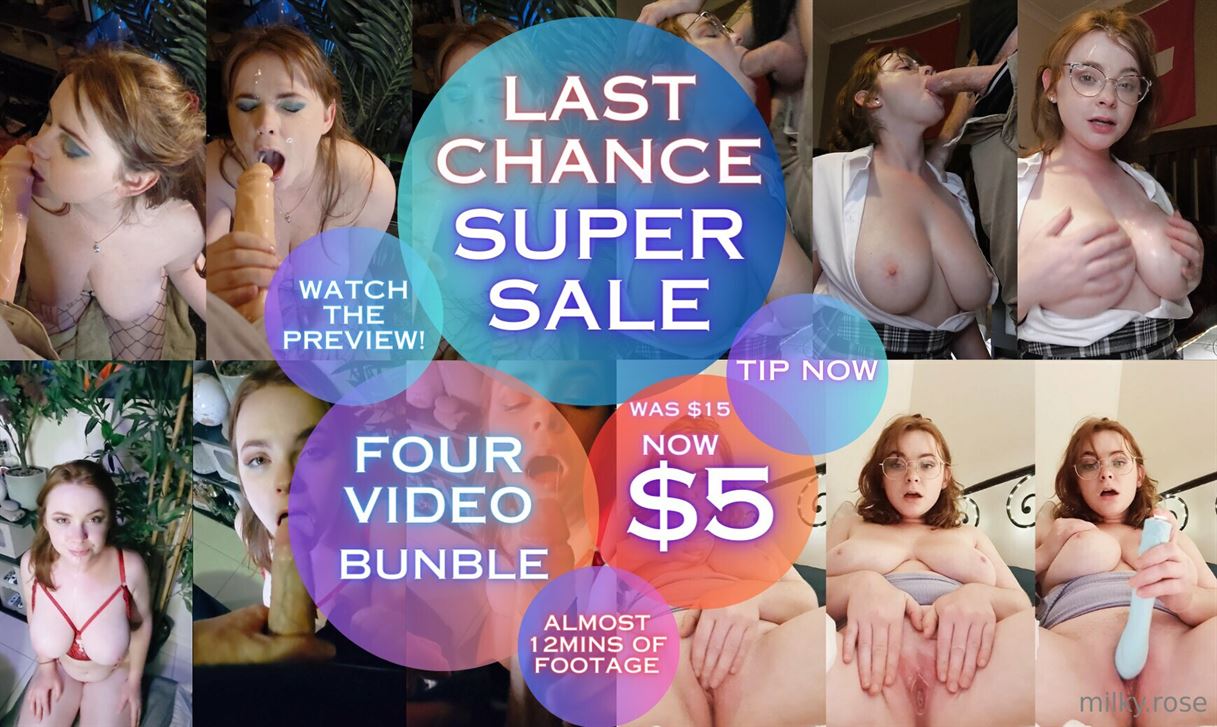 LAST
CHANCE
SUPER
SALE
WATCH
THE
PREVIEW!
TIP NOW
WAS $15
NOW
$5
FOUR
VIDEO
BUNBLE
ALMOST
12MINS OF
FOOTAGE
milky.rose